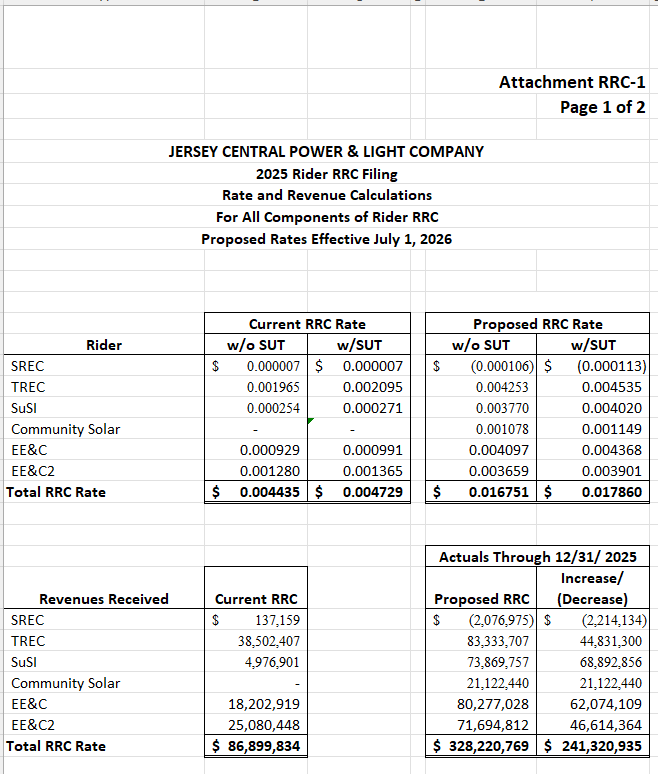 Attachment RRC-1
Page 1 of 2
JERSEY CENTRAL POWER & LIGHT COMPANY
2025 Rider RRC Filing
Rate and Revenue Calculations
For All Components of Rider RRC
Proposed Rates Effective July 1, 2026
Current RRC Rate Proposed RRC Rate
Rider w/o SUT w/SUT w/o SUT w/SUT
SREC $ 0.000007 $ 0.000007 $ (0.000106) $ (0.000113)
TREC 0.001965 0.002095 0.004253 0.004535
SuSI 0.000254 0.000271 0.003770 0.004020
Community Solar - - 0.001078 0.001149
EE&C 0.000929 0.000991 0.004097 0.004368
EE&C2 0.001280 0.001365 0.003659 0.003901
Total RRC Rate $ 0.004435 $ 0.004729 $ 0.016751 $ 0.017860
Actuals Through 12/31/ 2025
Increase/
Revenues Received Current RRC Proposed RRC (Decrease)
SREC $ 137,159 $ (2,076,975) $ (2,214,134)
TREC 38,502,407 83,333,707 44,831,300
SuSI 4,976,901 73,869,757 68,892,856
Community Solar - 21,122,440 21,122,440
EE&C 18,202,919 80,277,028 62,074,109
EE&C2 25,080,448 71,694,812 46,614,364
Total RRC Rate $ 86,899,834 $ 328,220,769 $ 241,320,935